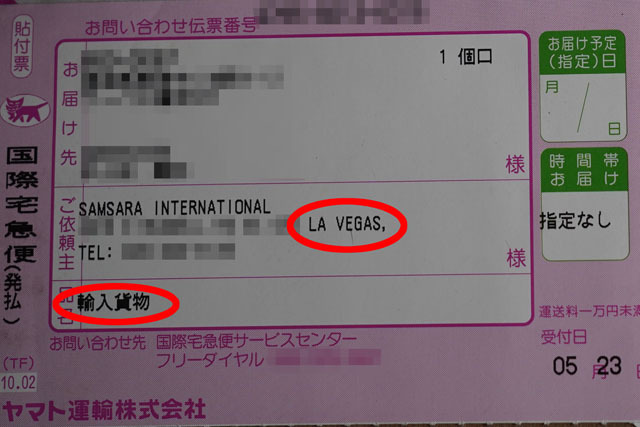 お問い合わせ伝票番号
貼付票
お届け先
1 個口
様
お届け予定
(指定)日
月
日
国際宅急便(発払)
ご依頼主
SAMSARA INTERNATIONAL
LA VEGAS,
TEL:
様
時間帯
お届け
指定なし
品名
輸入貨物
運送料一万円未満
お問い合わせ先
国際宅急便サービスセンター
フリーダイヤル
受付日
05 月 23
(TF)
10.02
ヤマト運輸株式会社